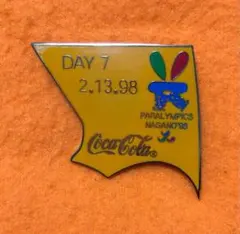 DAY 7
2.13.98
PARALYMPICS
NAGANO'98
Coca-Cola®